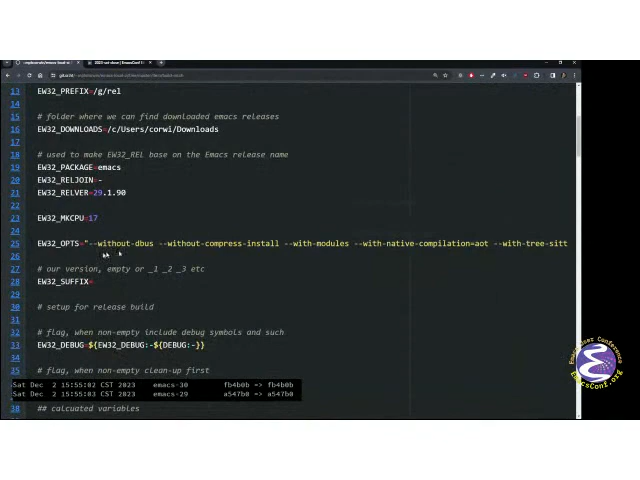 13 EW32_PREFIX=/g/rel
14
15 # folder where we can find downloaded emacs releases
16 EW32_DOWNLOADS=/c/Users/corwi/Downloads
17
18 # used to make EW32_REL base on the Emacs release name
19 EW32_PACKAGE=emacs
20 EW32_RELJOIN=-
21 EW32_RELVER=29.1.90
22
23 EW32_MKCPU=17
24
25 EW32_OPTS="--without-dbus --without-compress-install --with-modules --with-native-compilation=aot --with-tree-sitt
26
27 # our version, empty or _1 _2 _3 etc
28 EW32_SUFFIX=
29
30 # setup for release build
31
32 # flag, when non-empty include debug symbols and such
33 EW32_DEBUG=${EW32_DEBUG:-${DEBUG:-}}
34
35 # flag, when non-empty clean-up first
Sat Dec 2 15:55:02 CST 2023 emacs-30 fb4b0b => fb4b0b
Sat Dec 2 15:55:03 CST 2023 emacs-29 a547b0 => a547b0
38 ## calcuated variables
Emacs User Conference
EmacsConf.org